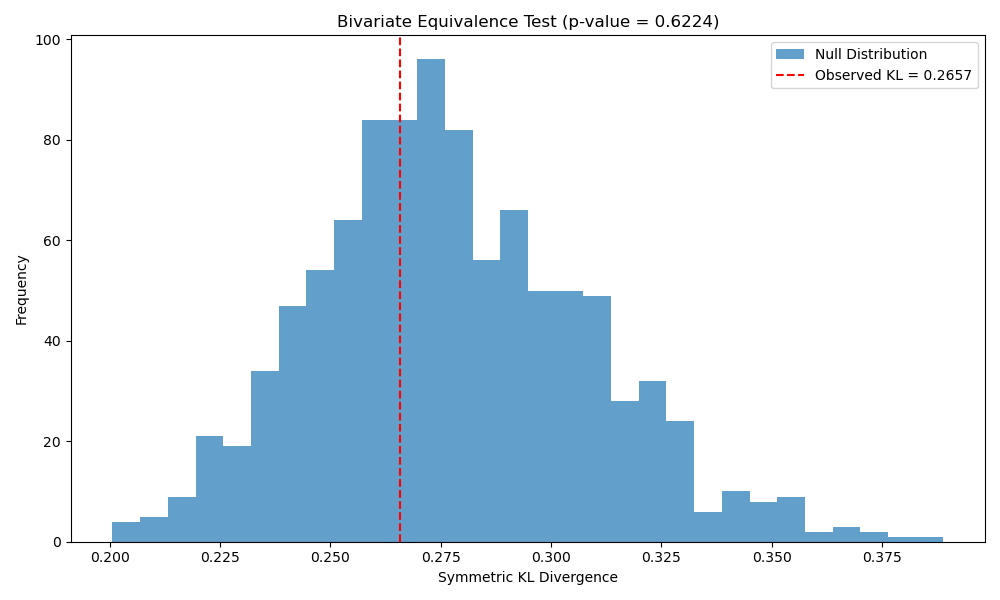 Bivariate Equivalence Test (p-value = 0.6224)
Null Distribution
Observed KL = 0.2657
Frequency
100
80
60
40
20
0
0.200 0.225 0.250 0.275 0.300 0.325 0.350 0.375
Symmetric KL Divergence